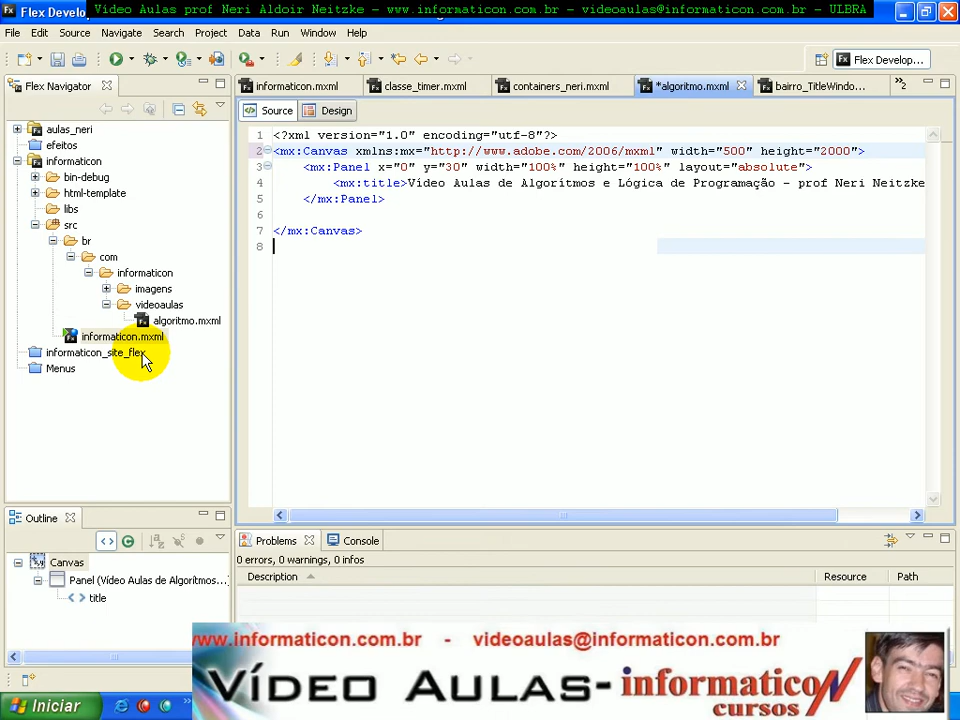 Flex Develop
Vídeo Aulas prof Neri Aldoir Neitzke - www.informaticon.com.br - videoaulas@informaticon.com.br - ULBRA
File Edit Source Navigate Search Project Data Run Window Help
Flex Develop...
Flex Navigator
informaticon.mxml
classe_timer.mxml
containers_neri.mxml
*algoritmo.mxml
bairro_TitleWindo...
2
Source
Design
aulas_neri
efeitos
informaticon
bin-debug
html-template
libs
src
br
com
informaticon
imagens
videoaulas
algoritmo.mxml
informaticon.mxml
informaticon_site_flex
Menus
1 <?xml version="1.0" encoding="utf-8"?>
2 <mx:Canvas xmlns:mx="http://www.adobe.com/2006/mxml" width="500" height="2000">
3 <mx:Panel x="0" y="30" width="100%" height="100%" layout="absolute">
4 <mx:title>Vídeo Aulas de Algorítmos e Lógica de Programação - prof Neri Neitzke
5 </mx:Panel>
6
7 </mx:Canvas>
8
Outline
Canvas
Panel (Vídeo Aulas de Algorítmos...
title
Problems
Console
0 errors, 0 warnings, 0 infos
Description Resource Path
www.informaticon.com.br - videoaulas@informaticon.com.br
VÍDEO AULAS- informaticon
cursos
Iniciar